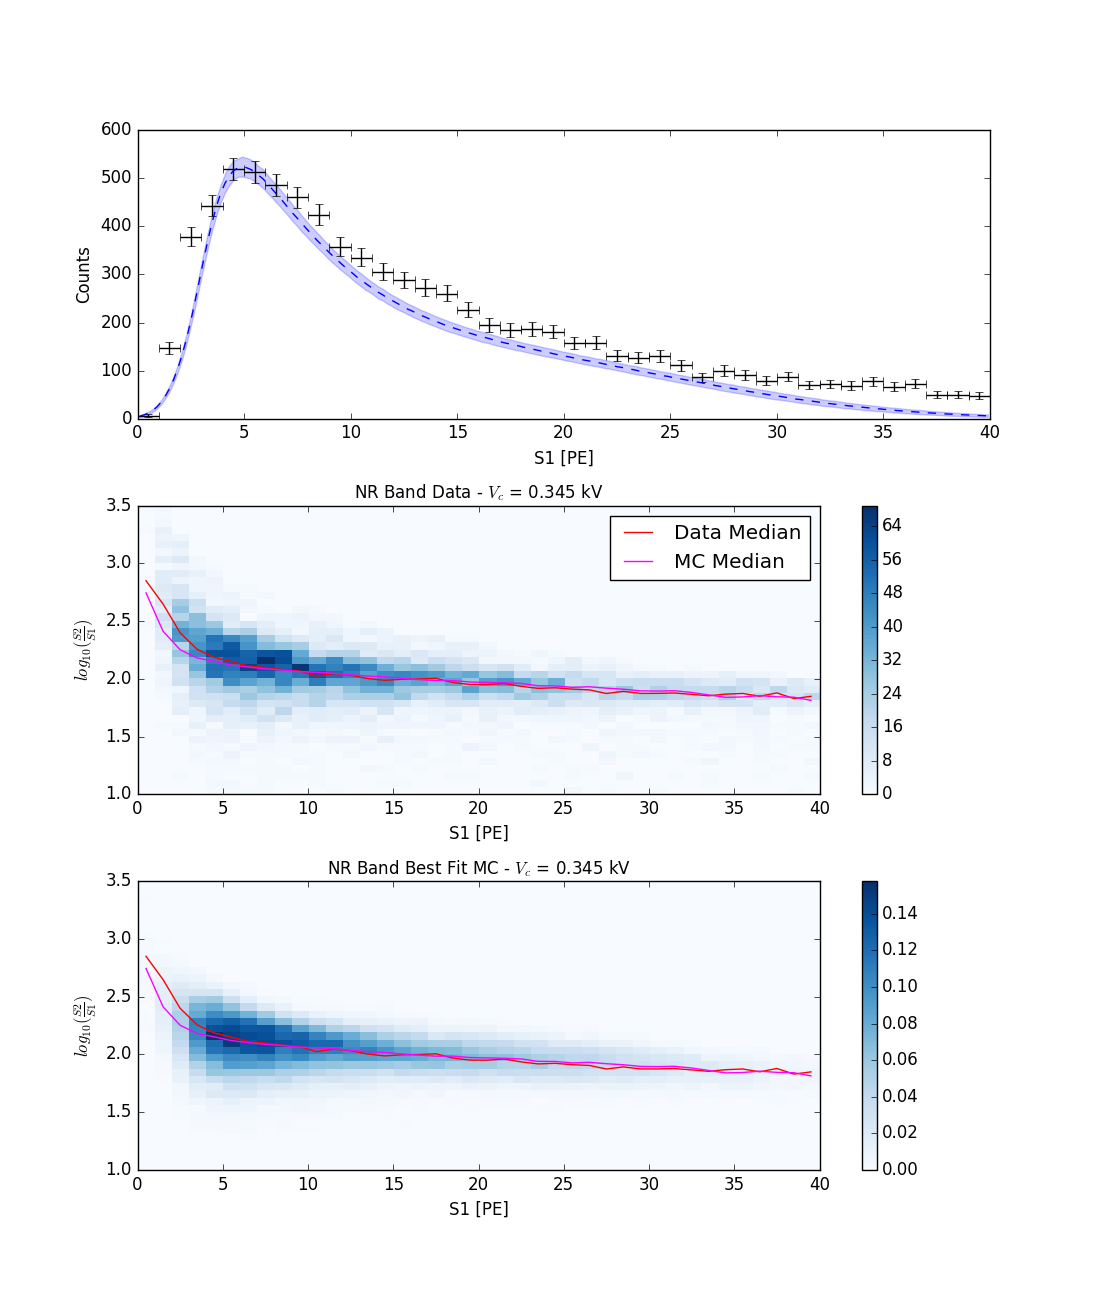 600
500
400
300
200
100
0
Counts
0 5 10 15 20 25 30 35 40
S1 [PE]
NR Band Data - $V_c$ = 0.345 kV
3.5
3.0
2.5
2.0
1.5
1.0
$log_{10}(\frac{S2}{S1})$
Data Median
MC Median
64
56
48
40
32
24
16
8
0
0 5 10 15 20 25 30 35 40
S1 [PE]
NR Band Best Fit MC - $V_c$ = 0.345 kV
3.5
3.0
2.5
2.0
1.5
1.0
$log_{10}(\frac{S2}{S1})$
0.14
0.12
0.10
0.08
0.06
0.04
0.02
0.00
0 5 10 15 20 25 30 35 40
S1 [PE]